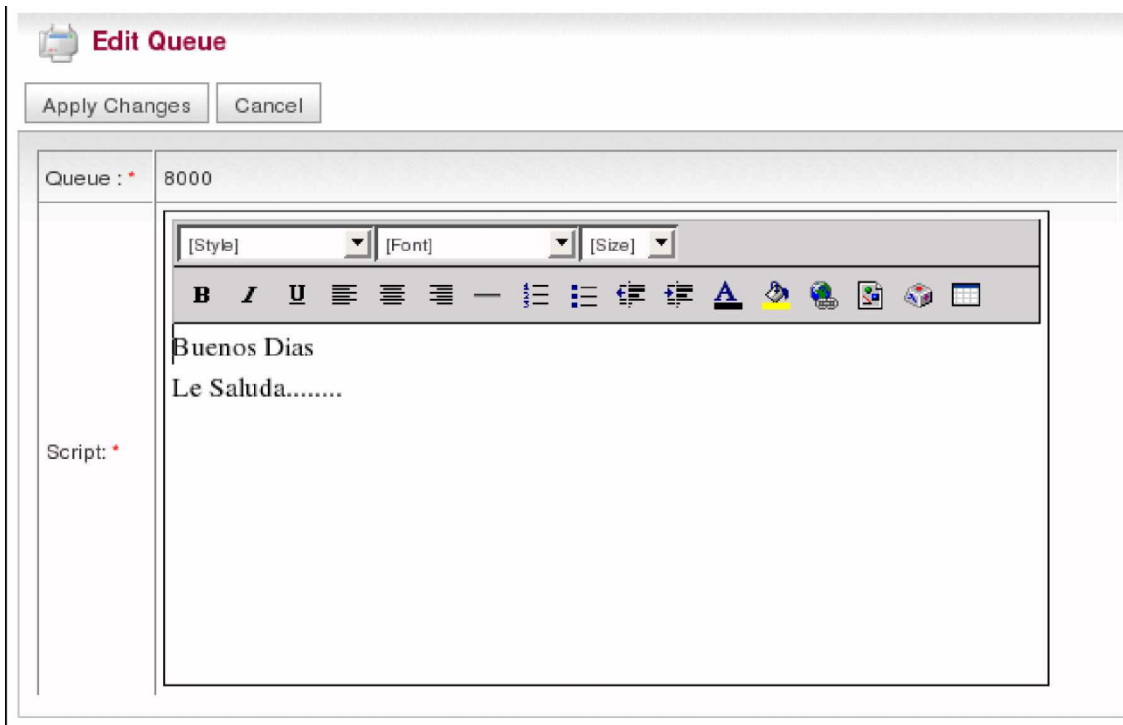 Edit Queue
Apply Changes Cancel
Queue : * 8000
[Style] [Font] [Size]
B I U A
Buenos Dias
Le Saluda........
Script: *